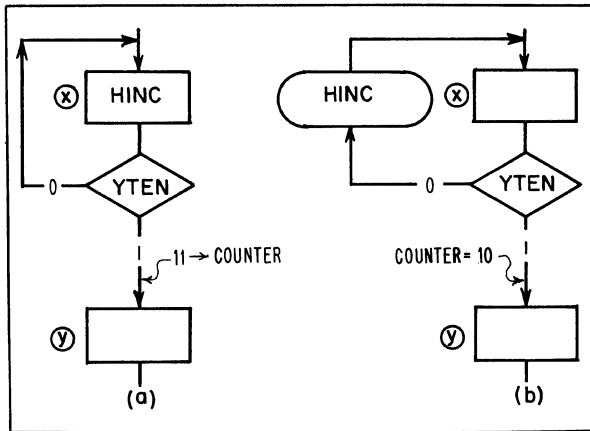 ⓧ HINC
0 YTEN
11 → COUNTER
ⓨ
(a)
HINC ⓧ
0 YTEN
COUNTER = 10
ⓨ
(b)